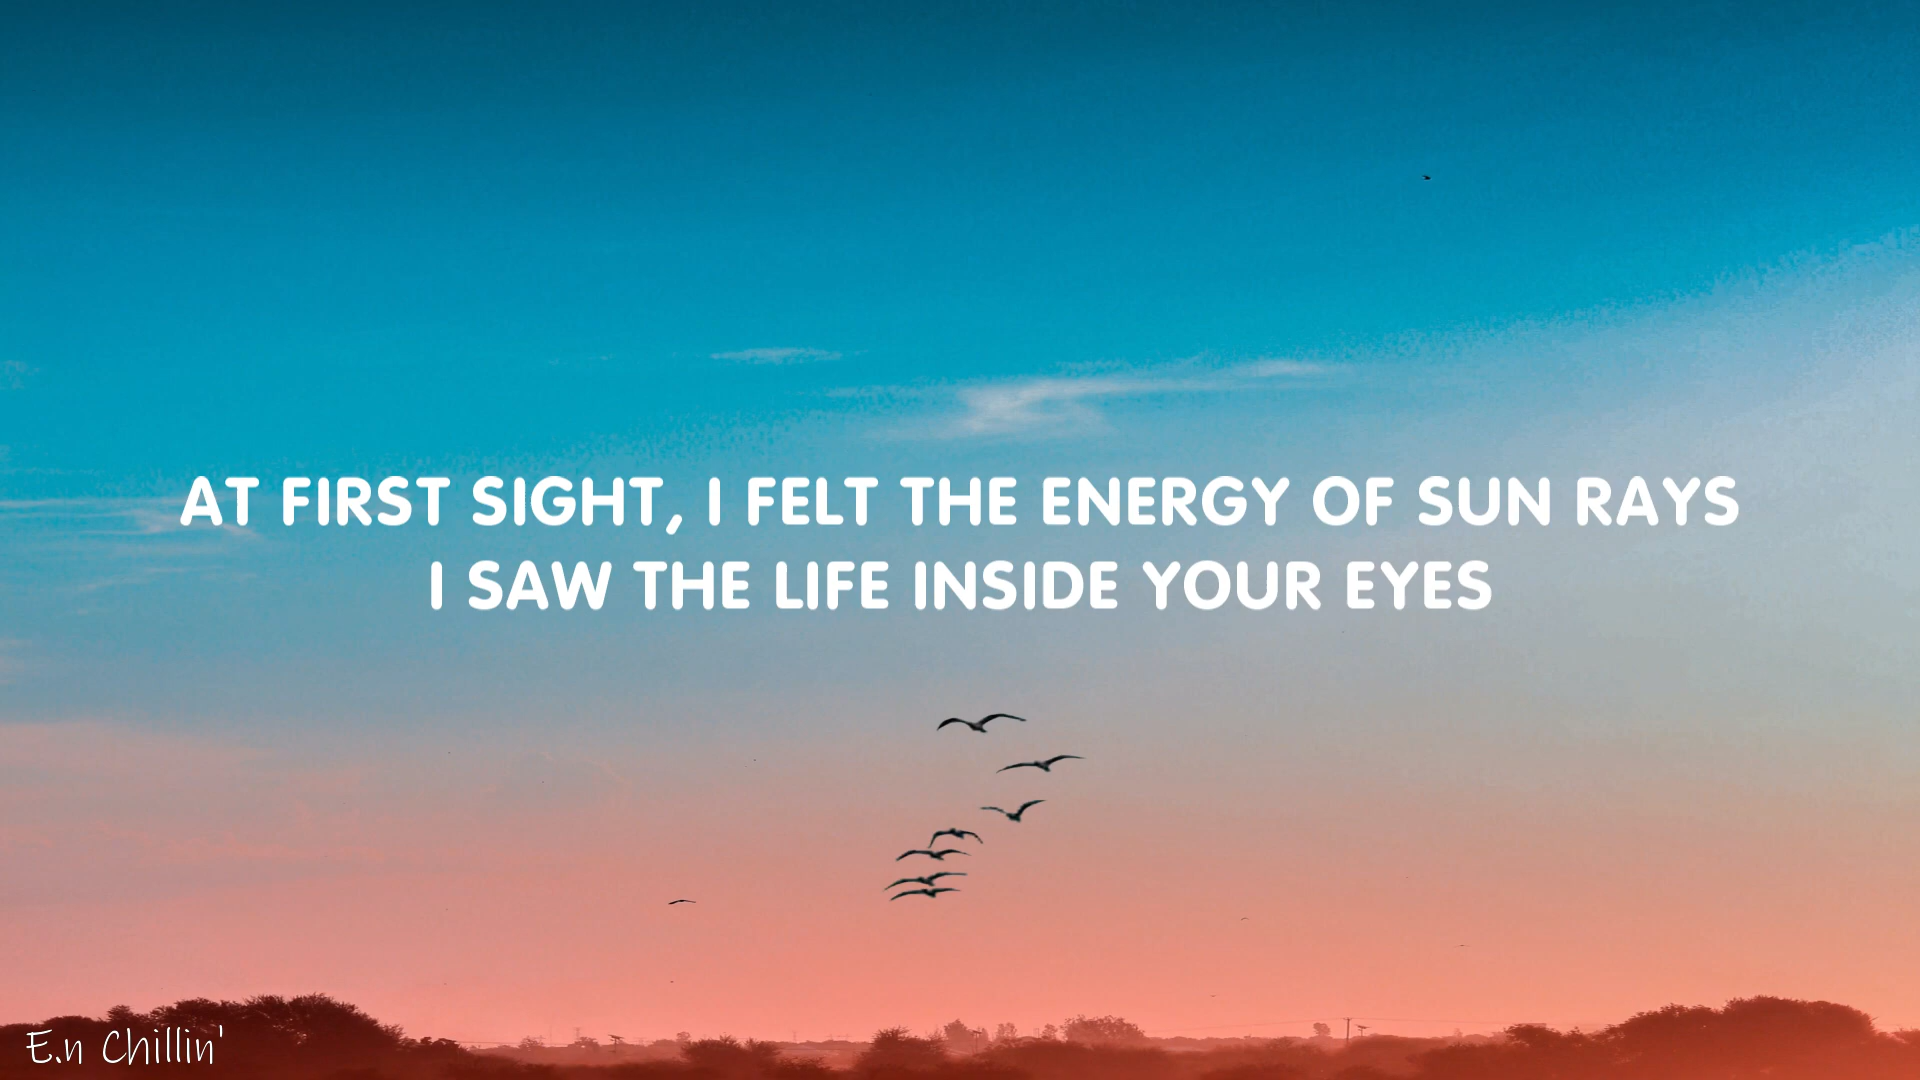 AT FIRST SIGHT, I FELT THE ENERGY OF SUN RAYS
I SAW THE LIFE INSIDE YOUR EYES
E.n Chillin'